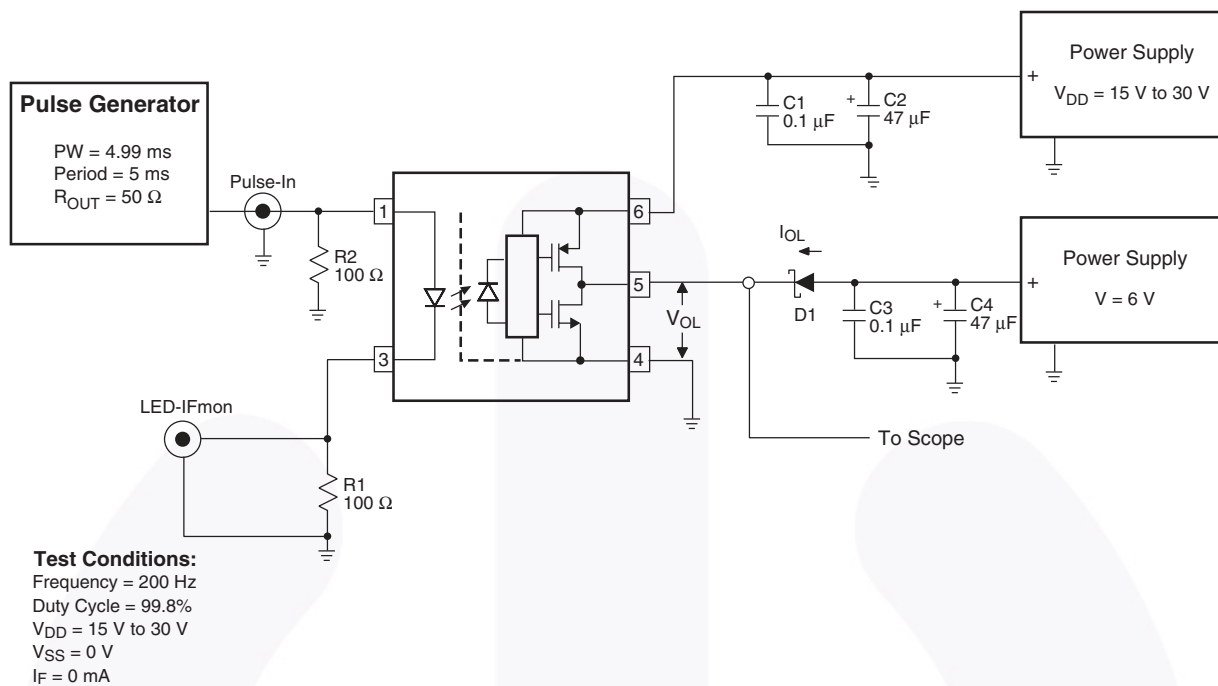 Pulse Generator
PW = 4.99 ms
Period = 5 ms
ROUT = 50 Ω
Pulse-In
R2
100 Ω
1
3
6
5
4
VOL
C1
0.1 μF
+
C2
47 μF
+
Power Supply
VDD = 15 V to 30 V
IOL
D1
C3
0.1 μF
+
C4
47 μF
+
Power Supply
V = 6 V
To Scope
LED-IFmon
R1
100 Ω
Test Conditions:
Frequency = 200 Hz
Duty Cycle = 99.8%
VDD = 15 V to 30 V
VSS = 0 V
IF = 0 mA